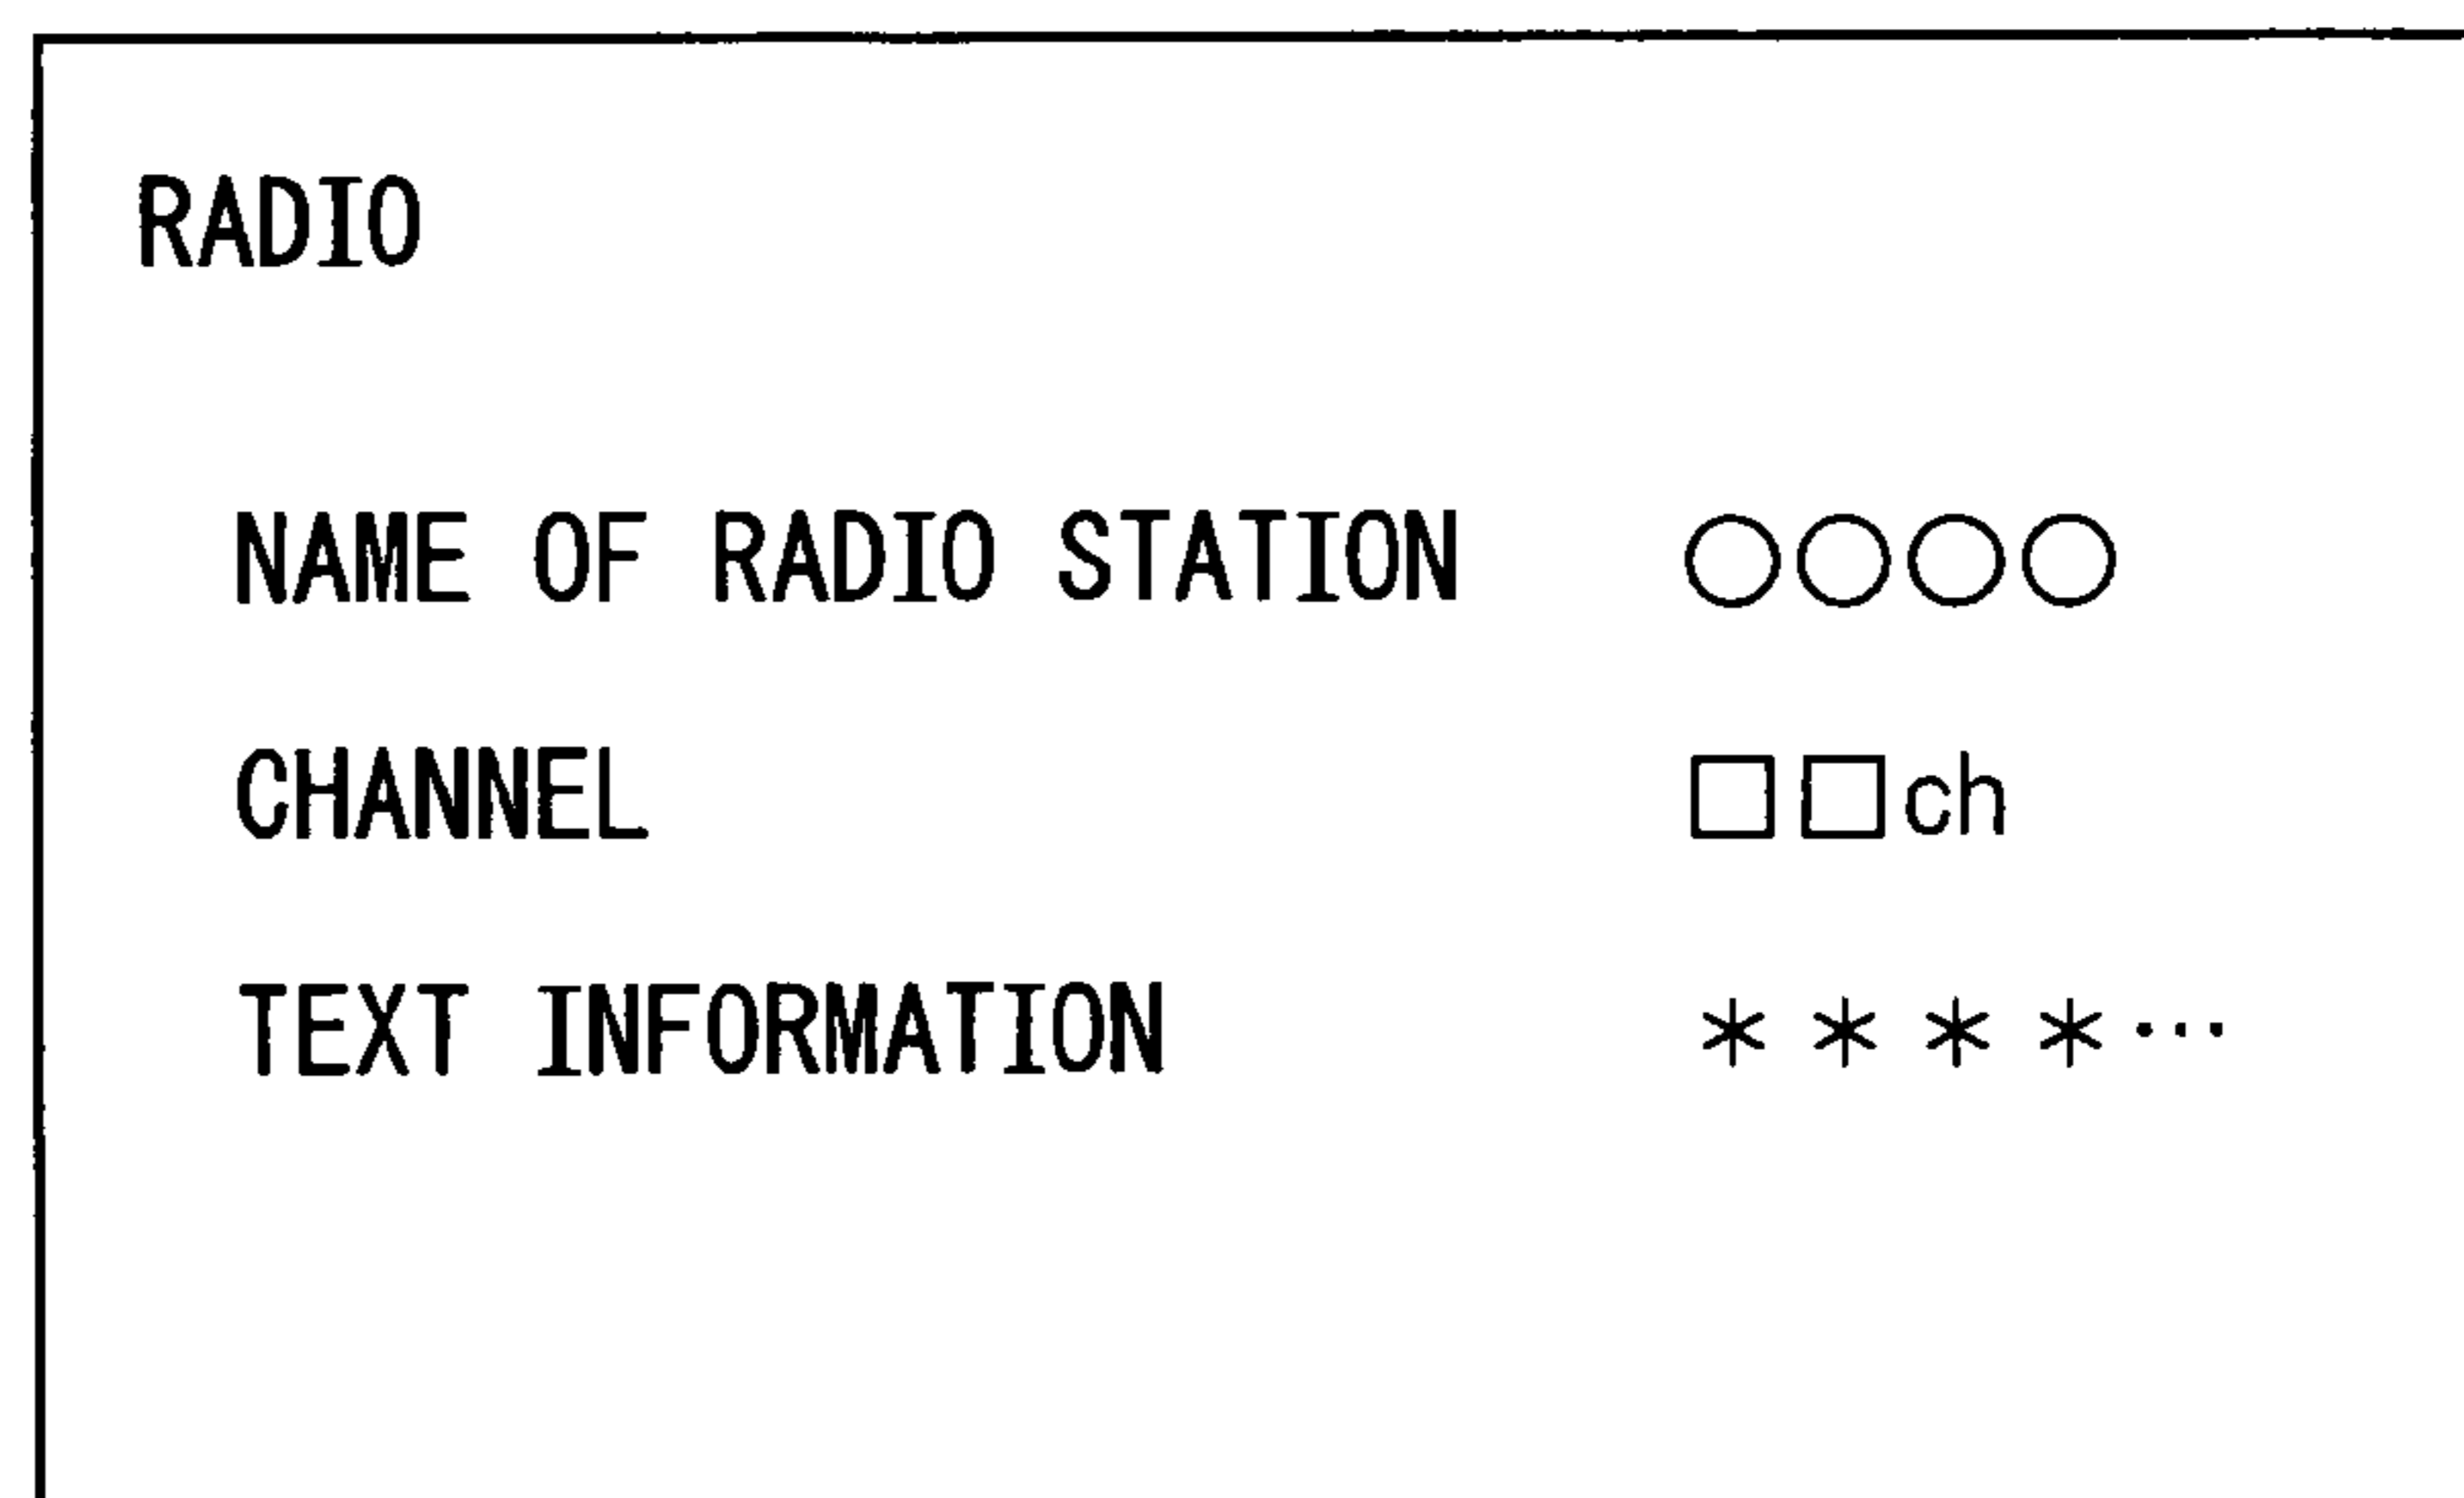 RADIO
NAME OF RADIO STATION ○○○○
CHANNEL □□ch
TEXT INFORMATION ＊＊＊＊…